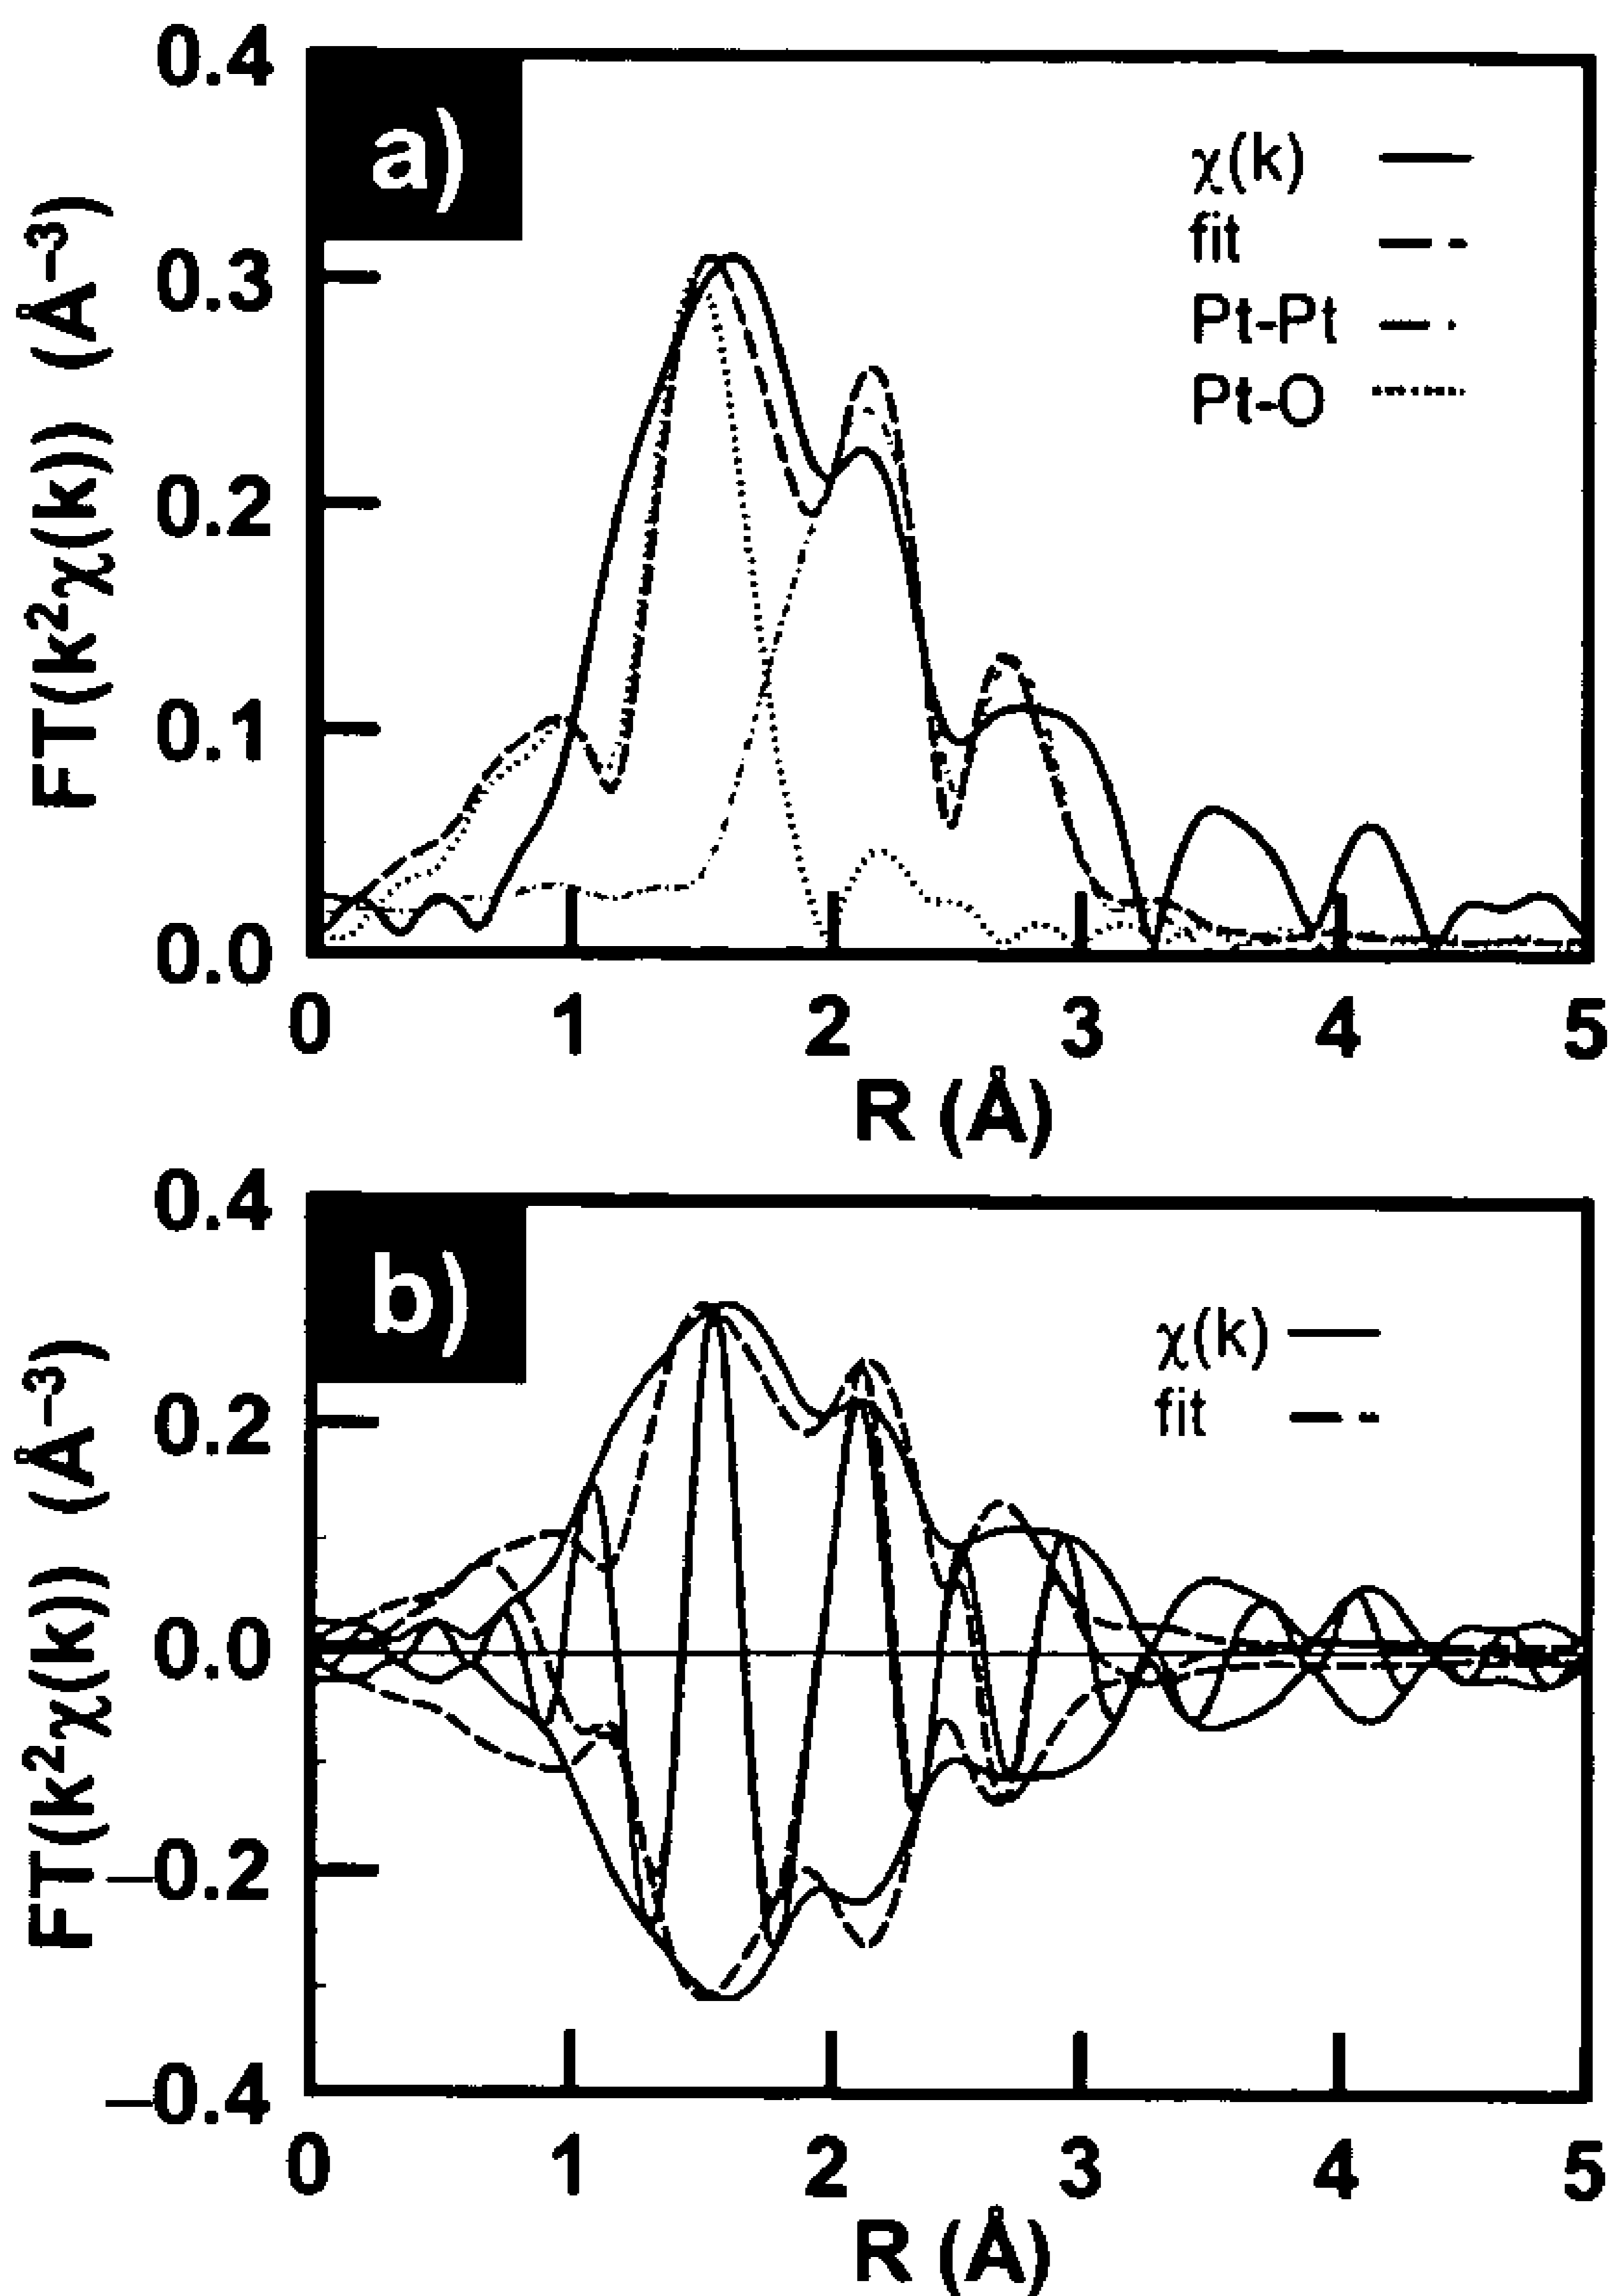 a)
0.4
0.3
0.2
0.1
0.0
FT(k²χ(k)) (Å⁻³)
χ(k)
fit
Pt-Pt
Pt-O
0 1 2 3 4 5
R (Å)
b)
0.4
0.2
0.0
−0.2
−0.4
FT(k²χ(k)) (Å⁻³)
χ(k)
fit
0 1 2 3 4 5
R (Å)